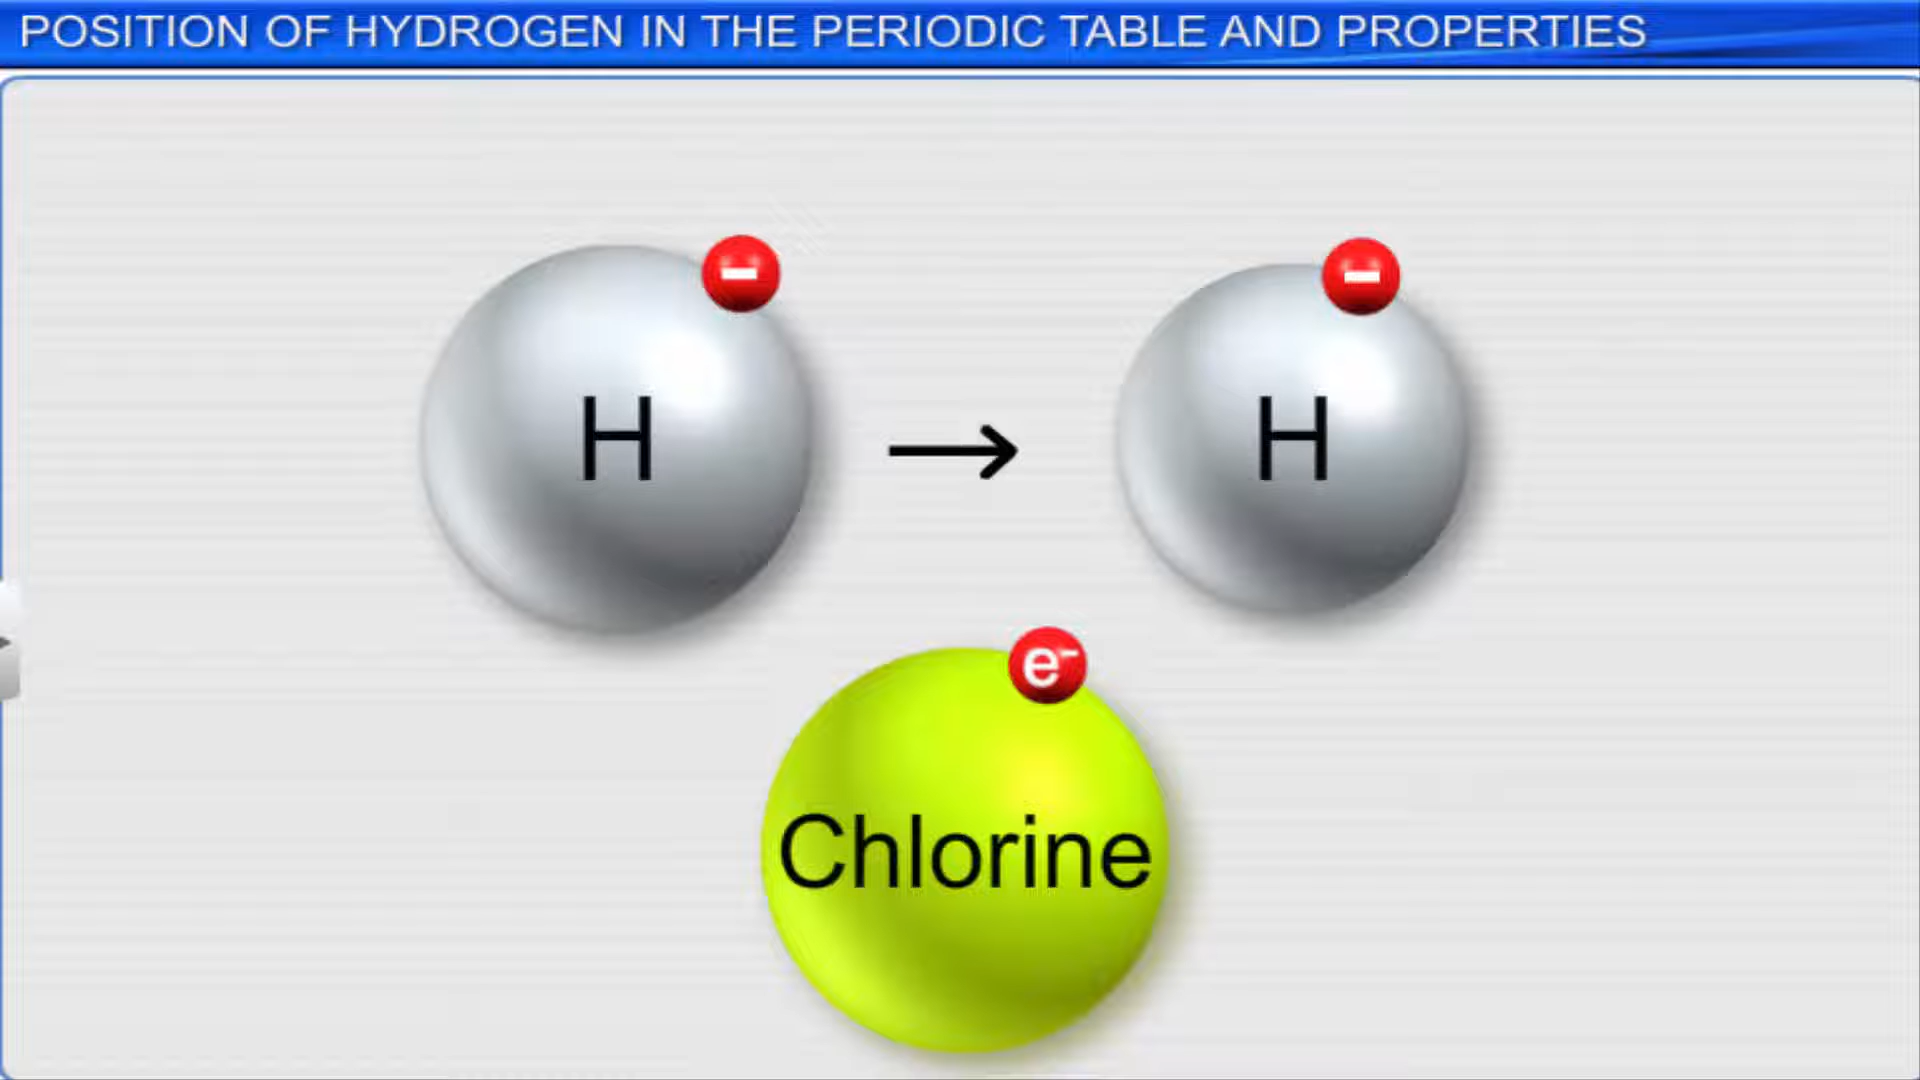 POSITION OF HYDROGEN IN THE PERIODIC TABLE AND PROPERTIES
− −
H → H
e⁻
Chlorine